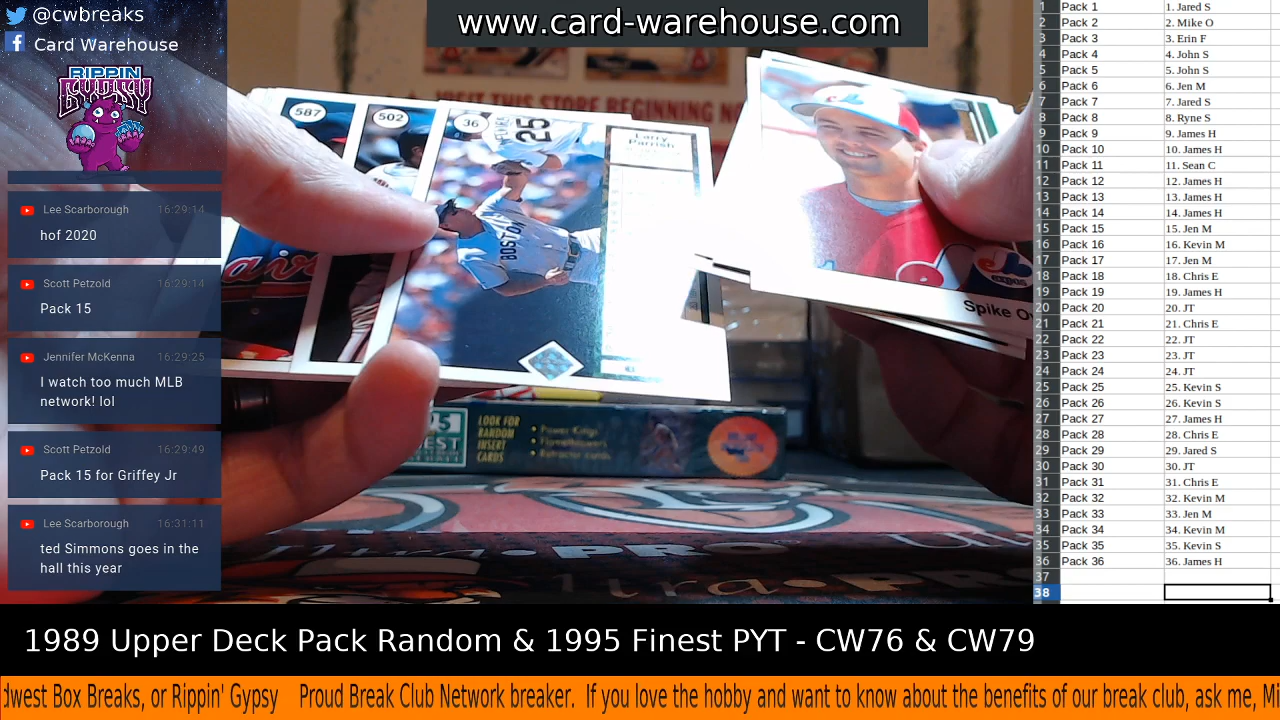 @cwbreaks
Card Warehouse
RIPPIN
GYPSY
Lee Scarborough 16:29:14
hof 2020
Scott Petzold 16:29:14
Pack 15
Jennifer McKenna 16:29:25
I watch too much MLB
network! lol
Scott Petzold 16:29:49
Pack 15 for Griffey Jr
Lee Scarborough 16:31:11
ted Simmons goes in the
hall this year
www.card-warehouse.com
THIS STORE BEGINNING
587
502
36
25
Larry
Parrish
BOSTON
expos
Spike
LOOK FOR
RANDOM
INSERT
CARDS
• Power Kings
• Flamethrowers
• Refractor cards
PRO
1 Pack 1 1. Jared S
2 Pack 2 2. Mike O
3 Pack 3 3. Erin F
4 Pack 4 4. John S
5 Pack 5 5. John S
6 Pack 6 6. Jen M
7 Pack 7 7. Jared S
8 Pack 8 8. Ryne S
9 Pack 9 9. James H
10 Pack 10 10. James H
11 Pack 11 11. Sean C
12 Pack 12 12. James H
13 Pack 13 13. James H
14 Pack 14 14. James H
15 Pack 15 15. Jen M
16 Pack 16 16. Kevin M
17 Pack 17 17. Jen M
18 Pack 18 18. Chris E
19 Pack 19 19. James H
20 Pack 20 20. JT
21 Pack 21 21. Chris E
22 Pack 22 22. JT
23 Pack 23 23. JT
24 Pack 24 24. JT
25 Pack 25 25. Kevin S
26 Pack 26 26. Kevin S
27 Pack 27 27. James H
28 Pack 28 28. Chris E
29 Pack 29 29. Jared S
30 Pack 30 30. JT
31 Pack 31 31. Chris E
32 Pack 32 32. Kevin M
33 Pack 33 33. Jen M
34 Pack 34 34. Kevin M
35 Pack 35 35. Kevin S
36 Pack 36 36. James H
37
38
1989 Upper Deck Pack Random & 1995 Finest PYT - CW76 & CW79
dwest Box Breaks, or Rippin' Gypsy Proud Break Club Network breaker. If you love the hobby and want to know about the benefits of our break club, ask me, Mi